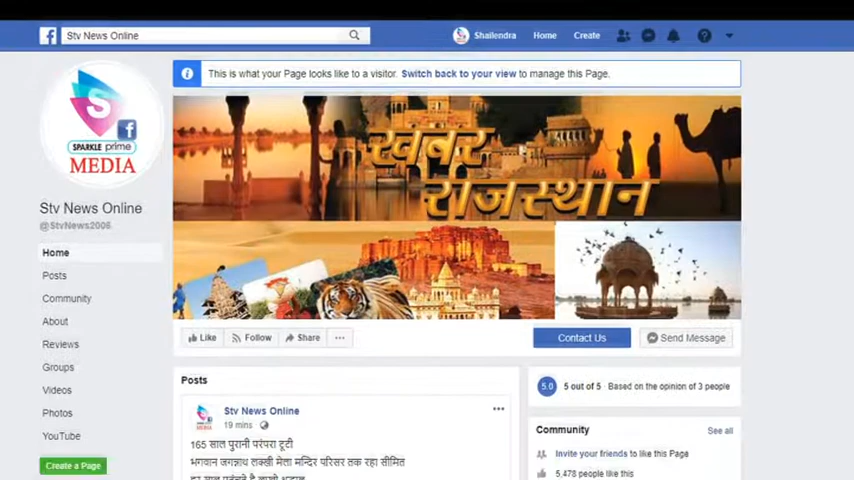 Stv News Online
Shailendra
Home
Create
This is what your Page looks like to a visitor. Switch back to your view to manage this Page.
S
SPARKLE prime
MEDIA
खबर
राजस्थान
Stv News Online
@StvNews2006
Home
Posts
Community
About
Reviews
Groups
Videos
Photos
YouTube
Create a Page
Like
Follow
Share
Contact Us
Send Message
Posts
Stv News Online
19 mins
165 साल पुरानी परंपरा टूटी
भगवान जगन्नाथ लक्खी मेला मन्दिर परिसर तक रहा सीमित
5.0
5 out of 5 · Based on the opinion of 3 people
Community
See all
Invite your friends to like this Page
5,478 people like this